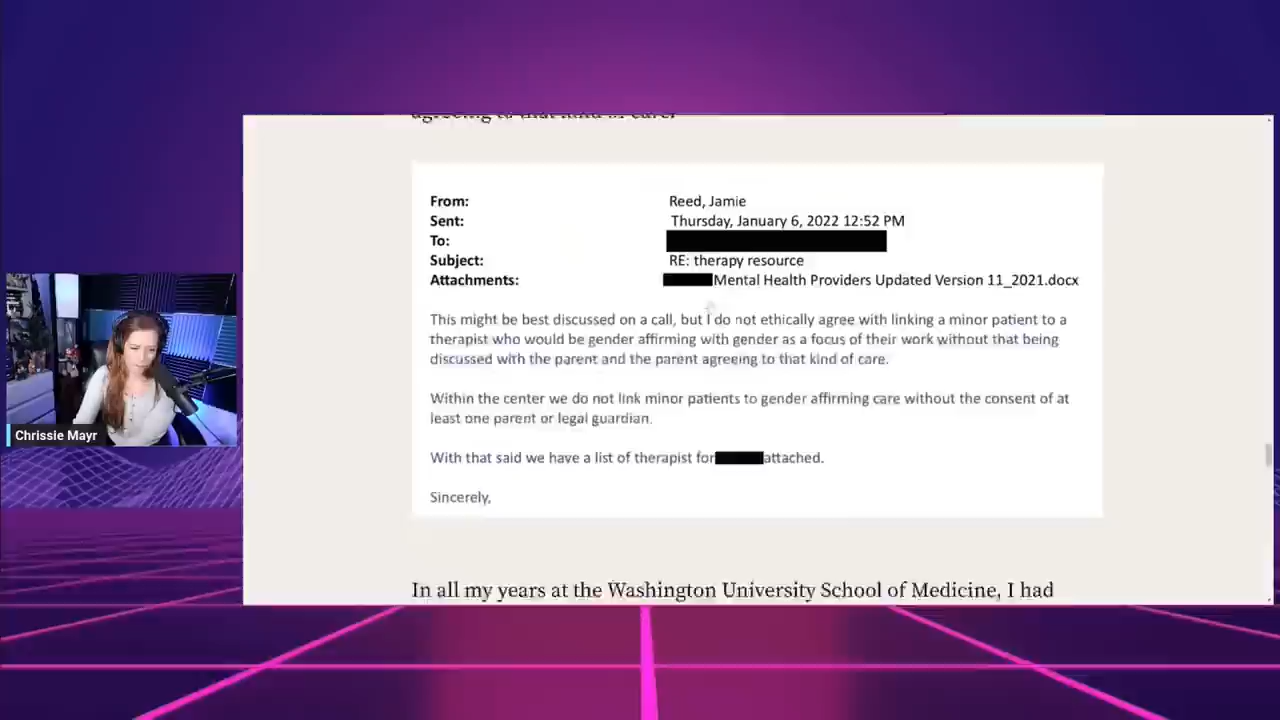 agreeing to that kind of care.
From: Reed, Jamie
Sent: Thursday, January 6, 2022 12:52 PM
To:
Subject: RE: therapy resource
Attachments: Mental Health Providers Updated Version 11_2021.docx
This might be best discussed on a call, but I do not ethically agree with linking a minor patient to a
therapist who would be gender affirming with gender as a focus of their work without that being
discussed with the parent and the parent agreeing to that kind of care.
Within the center we do not link minor patients to gender affirming care without the consent of at
least one parent or legal guardian.
With that said we have a list of therapist for attached.
Sincerely,
In all my years at the Washington University School of Medicine, I had
Chrissie Mayr